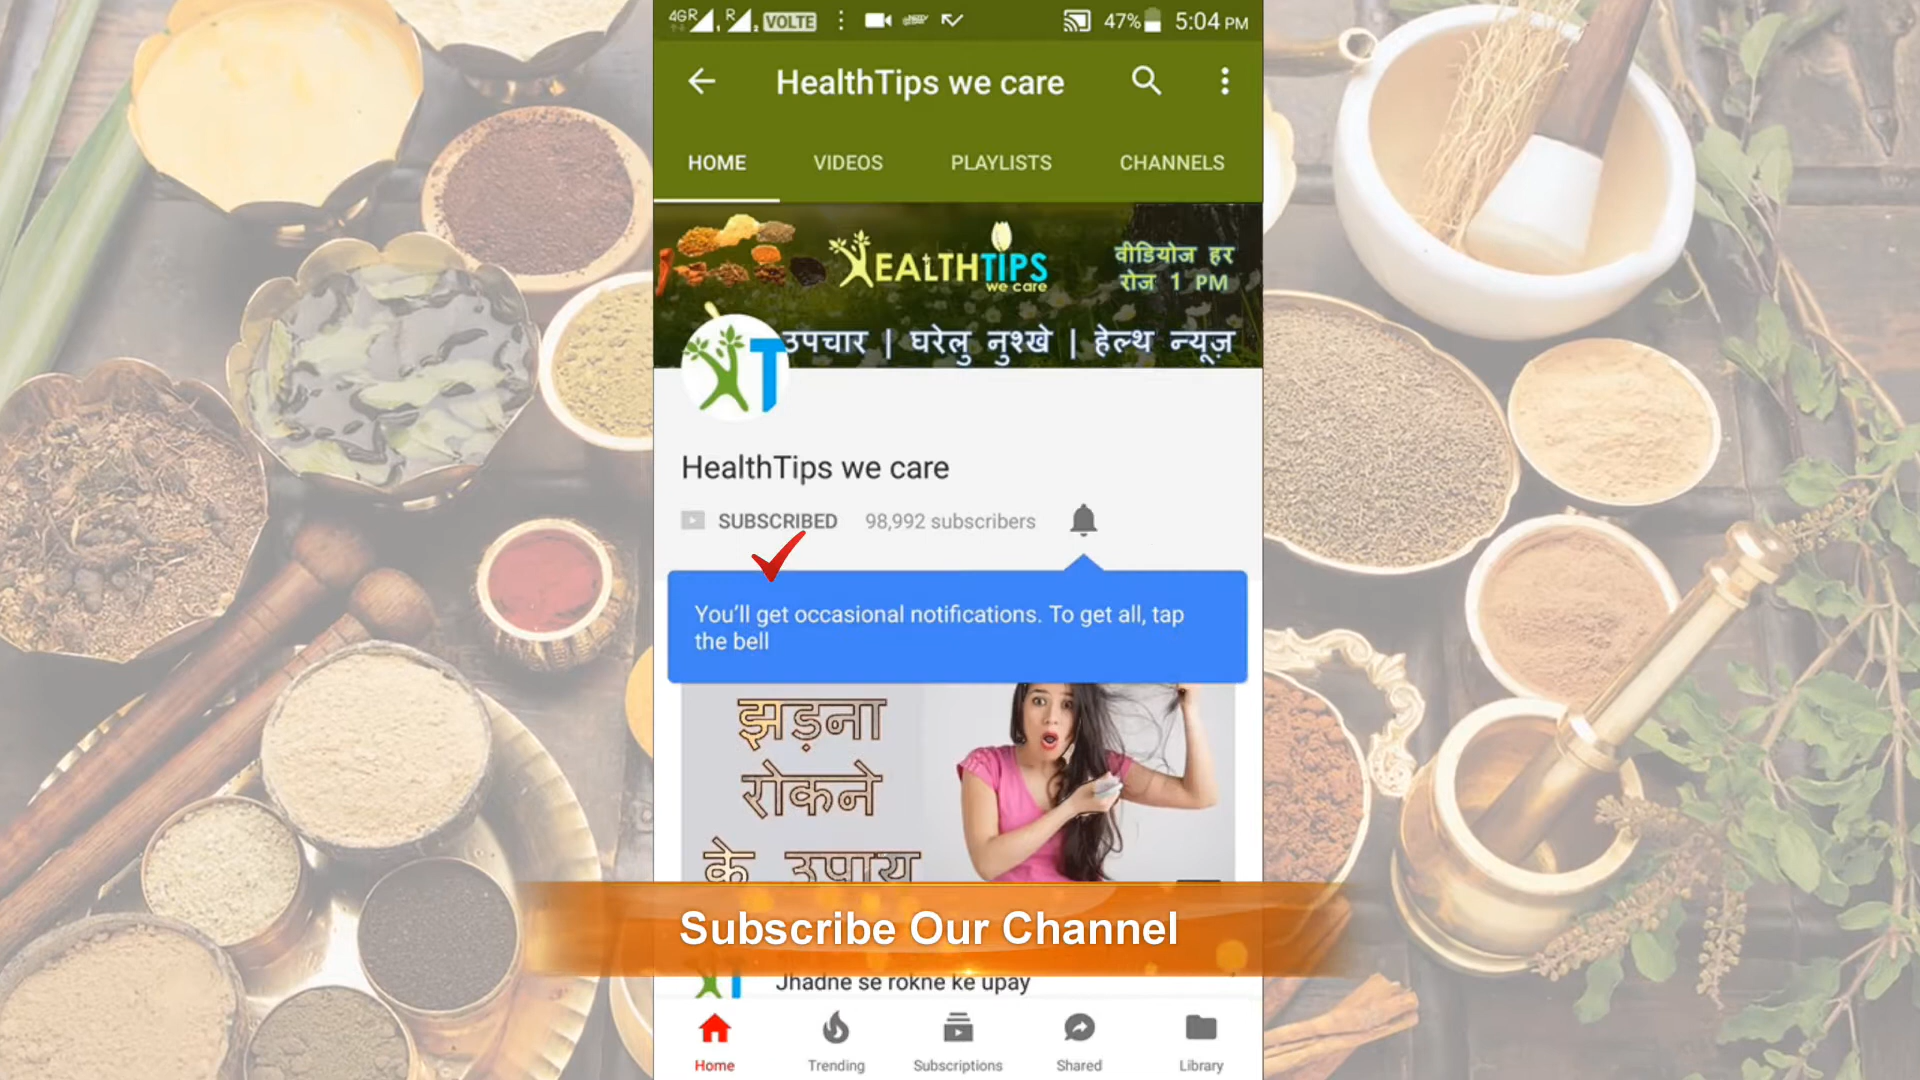 4G R R VOLTE 47% 5:04 PM
HealthTips we care
HOME VIDEOS PLAYLISTS CHANNELS
HEALTHTIPS
we care
वीडियोज हर
रोज 1 PM
उपचार | घरेलु नुश्खे | हेल्थ न्यूज़
T
HealthTips we care
SUBSCRIBED 98,992 subscribers
You'll get occasional notifications. To get all, tap
the bell
झड़ना
रोकने
के उपाय
Subscribe Our Channel
T
Jhadne se rokne ke upay
Home Trending Subscriptions Shared Library